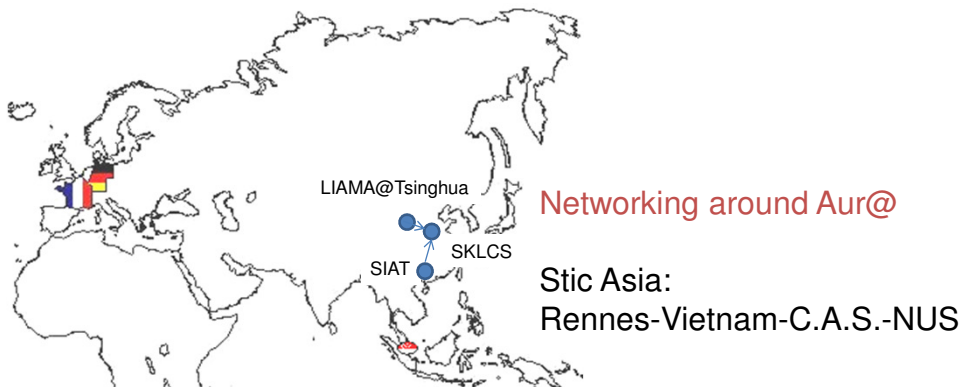 LIAMA@Tsinghua
SKLCS
SIAT
Networking around Aur@
Stic Asia:
Rennes-Vietnam-C.A.S.-NUS